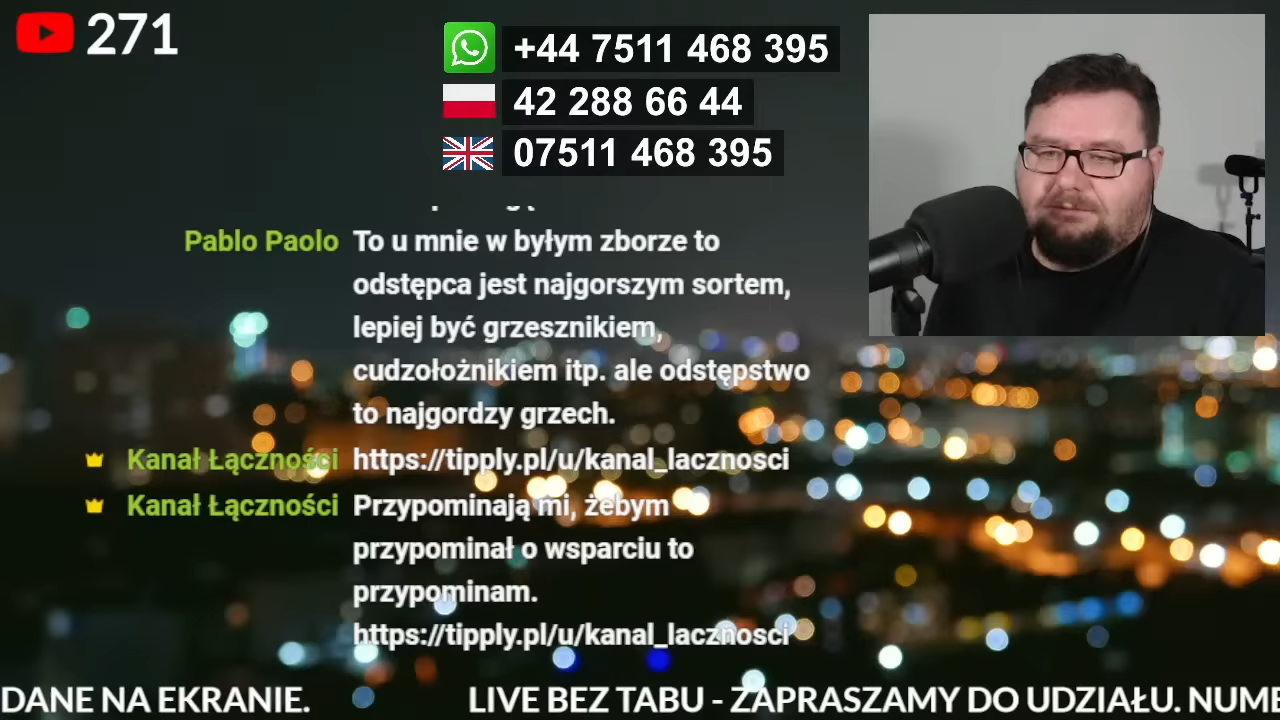 271
+44 7511 468 395
42 288 66 44
07511 468 395
Pablo Paolo To u mnie w byłym zborze to
odstępca jest najgorszym sortem,
lepiej być grzesznikiem,
cudzołożnikiem itp. ale odstępstwo
to najgordzy grzech.
Kanał Łączności https://tipply.pl/u/kanal_lacznosci
Kanał Łączności Przypominają mi, żebym
przypominał o wsparciu to
przypominam.
https://tipply.pl/u/kanal_lacznosci
DANE NA EKRANIE. LIVE BEZ TABU - ZAPRASZAMY DO UDZIAŁU. NUME